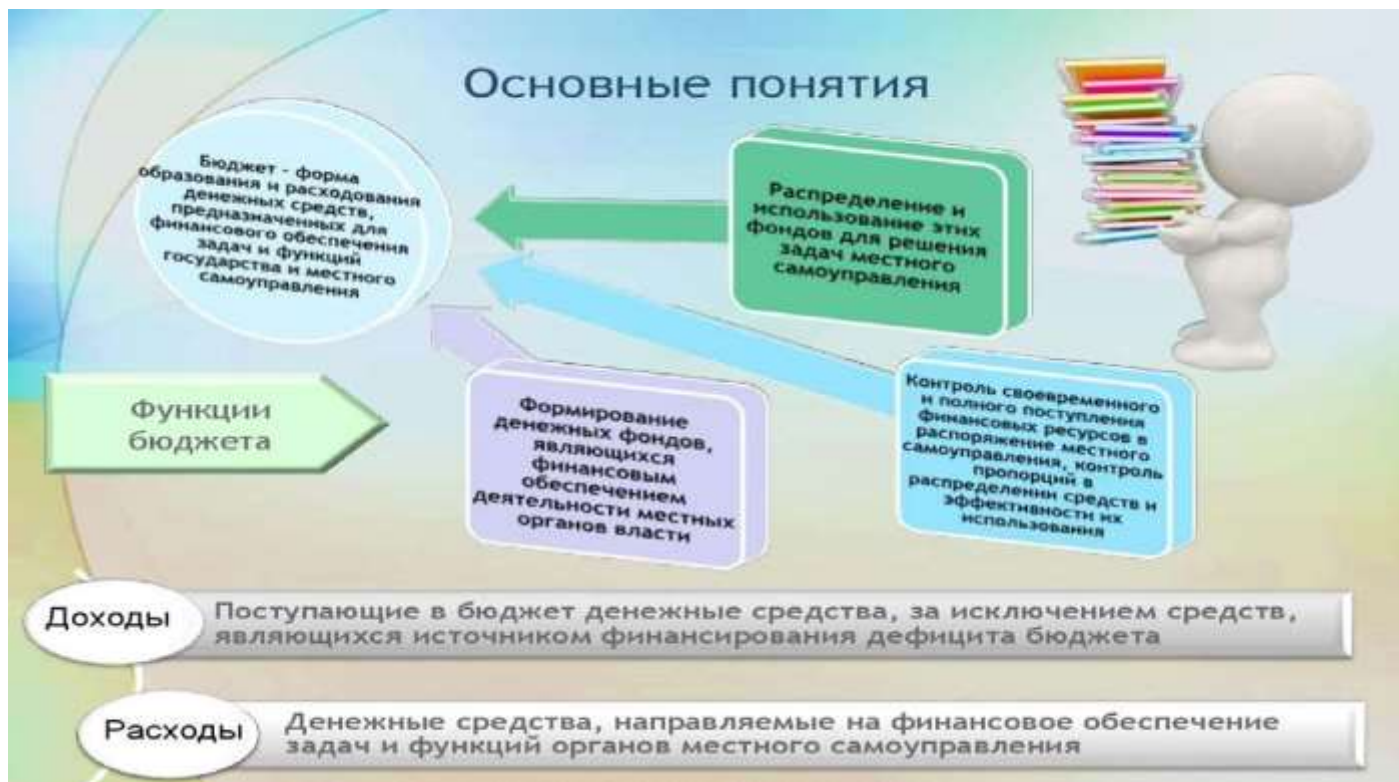 Основные понятия
Бюджет - форма
образования и расходования
денежных средств,
предназначенных для
финансового обеспечения
задач и функций
государства и местного
самоуправления
Распределение и
использование этих
фондов для решения
задач местного
самоуправления
Функции
бюджета
Формирование
денежных фондов,
являющихся
финансовым
обеспечением
деятельности местных
органов власти
Контроль своевременного
и полного поступления
финансовых ресурсов в
распоряжение местного
самоуправления, контроль
пропорций в
распределении средств и
эффективности их
использования
Доходы
Поступающие в бюджет денежные средства, за исключением средств,
являющихся источником финансирования дефицита бюджета
Расходы
Денежные средства, направляемые на финансовое обеспечение
задач и функций органов местного самоуправления